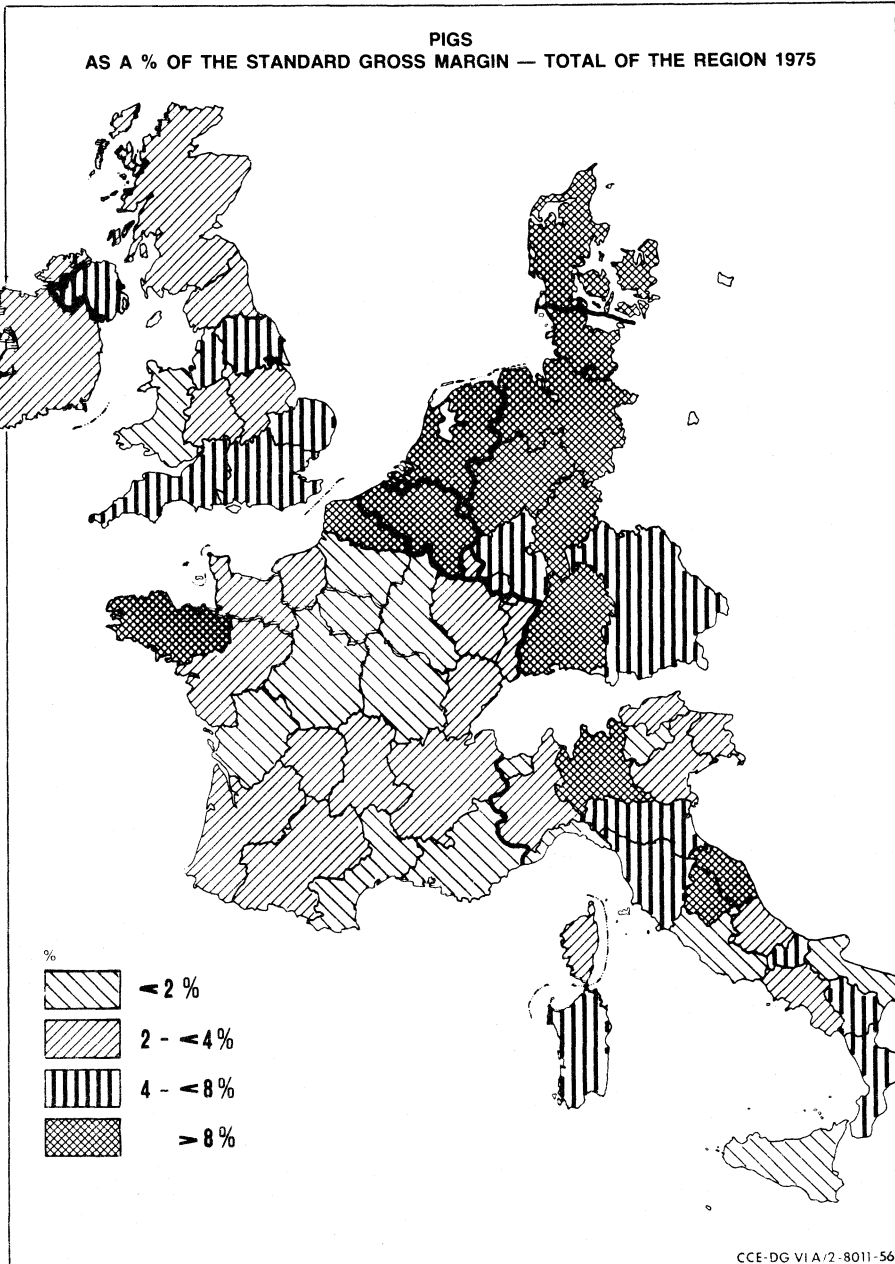 PIGS
AS A % OF THE STANDARD GROSS MARGIN — TOTAL OF THE REGION 1975
%
< 2 %
2 - < 4 %
4 - < 8 %
> 8 %
CCE-DG VI A/2-8011-56